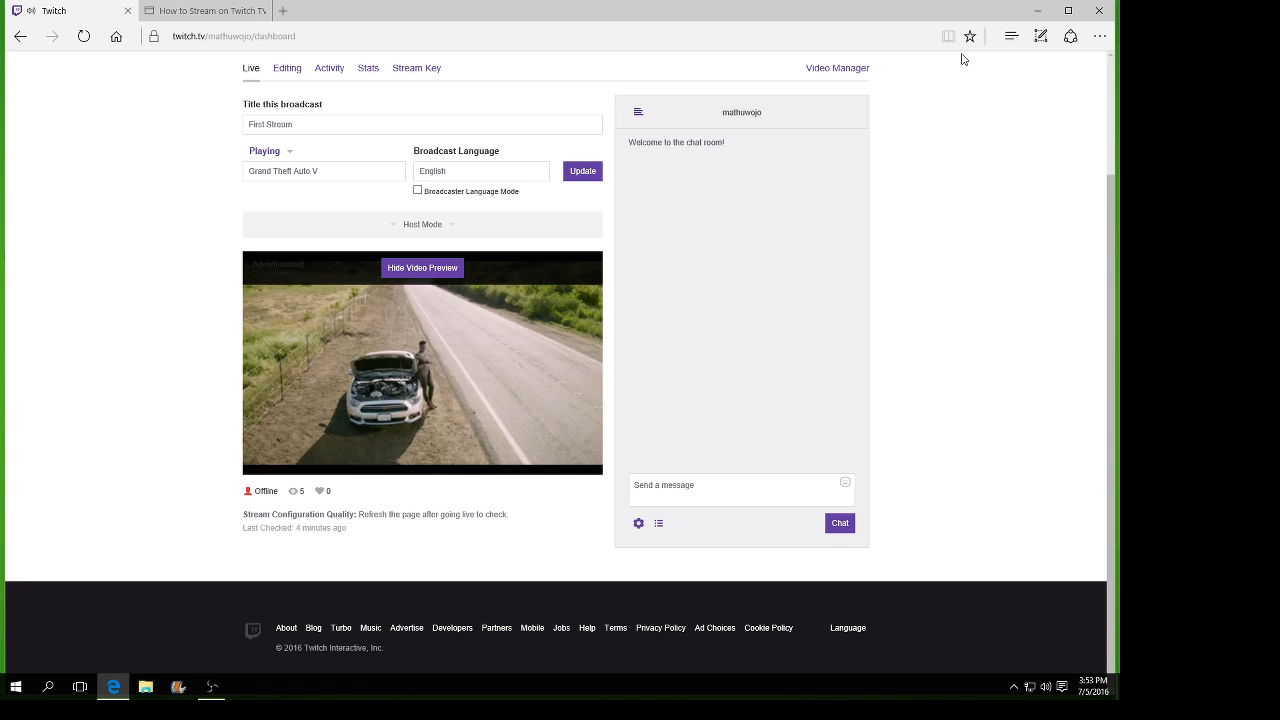 Twitch
How to Stream on Twitch TV
twitch.tv/mathuwojo/dashboard
Live Editing Activity Stats Stream Key Video Manager
Title this broadcast
First Stream
Playing Broadcast Language
Grand Theft Auto V English Update
Broadcaster Language Mode
Host Mode
Advertisement
Hide Video Preview
Offline 5 0
Stream Configuration Quality: Refresh the page after going live to check.
Last Checked: 4 minutes ago
mathuwojo
Welcome to the chat room!
Send a message
Chat
About Blog Turbo Music Advertise Developers Partners Mobile Jobs Help Terms Privacy Policy Ad Choices Cookie Policy Language
© 2016 Twitch Interactive, Inc.
3:53 PM
7/5/2016